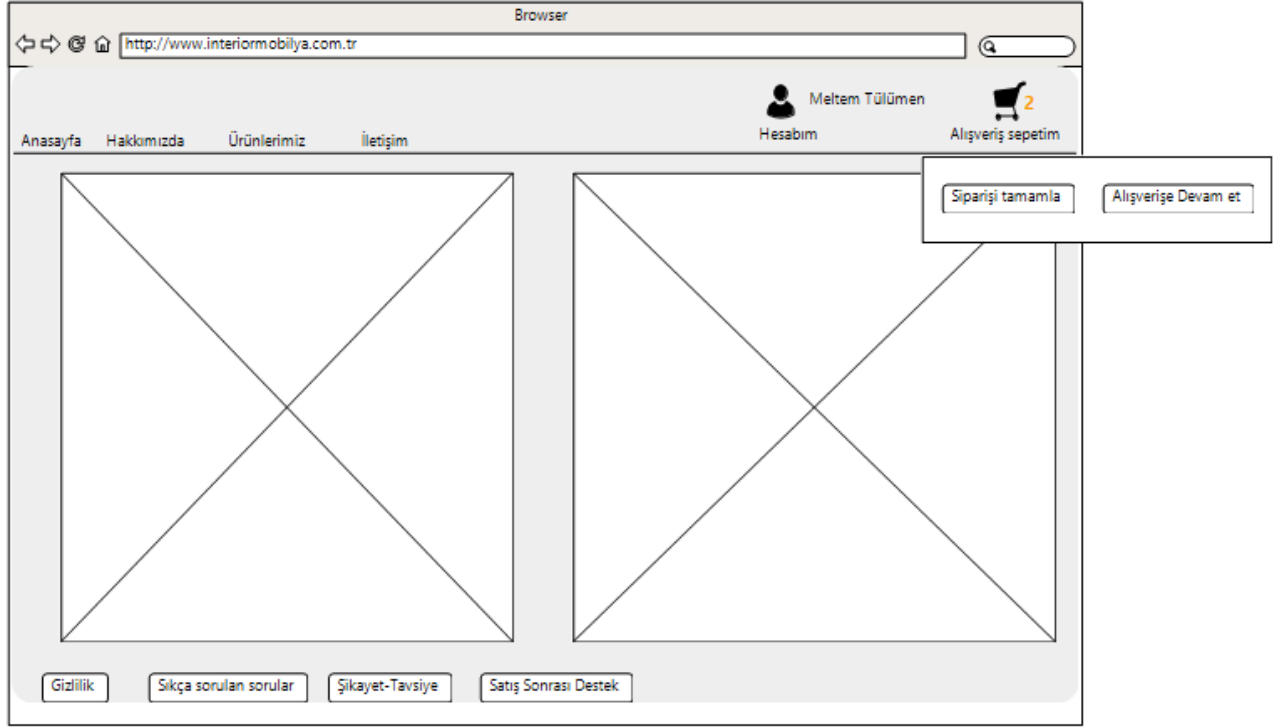 Browser
http://www.interiormobilya.com.tr
Meltem Tülümen
2
Hesabım
Alışveriş sepetim
Anasayfa Hakkımızda Ürünlerimiz İletişim
Siparişi tamamla Alışverişe Devam et
Gizlilik Sıkça sorulan sorular Şikayet-Tavsiye Satış Sonrası Destek